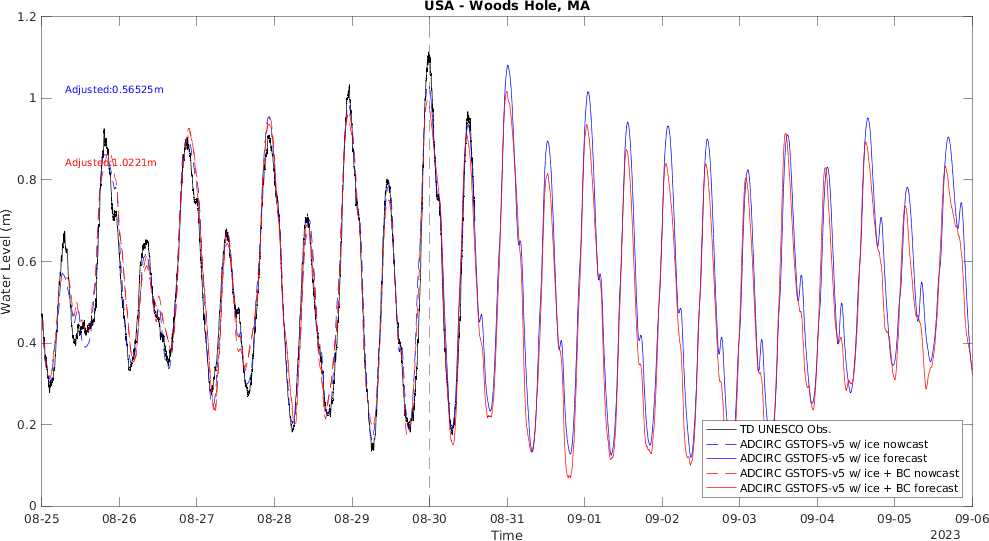 USA - Woods Hole, MA
Water Level (m)
1.2
1
0.8
0.6
0.4
0.2
0
Adjusted:0.56525m
Adjusted:1.0221m
TD UNESCO Obs.
ADCIRC GSTOFS-v5 w/ ice nowcast
ADCIRC GSTOFS-v5 w/ ice forecast
ADCIRC GSTOFS-v5 w/ ice + BC nowcast
ADCIRC GSTOFS-v5 w/ ice + BC forecast
08-25 08-26 08-27 08-28 08-29 08-30 08-31 09-01 09-02 09-03 09-04 09-05 09-06
Time 2023